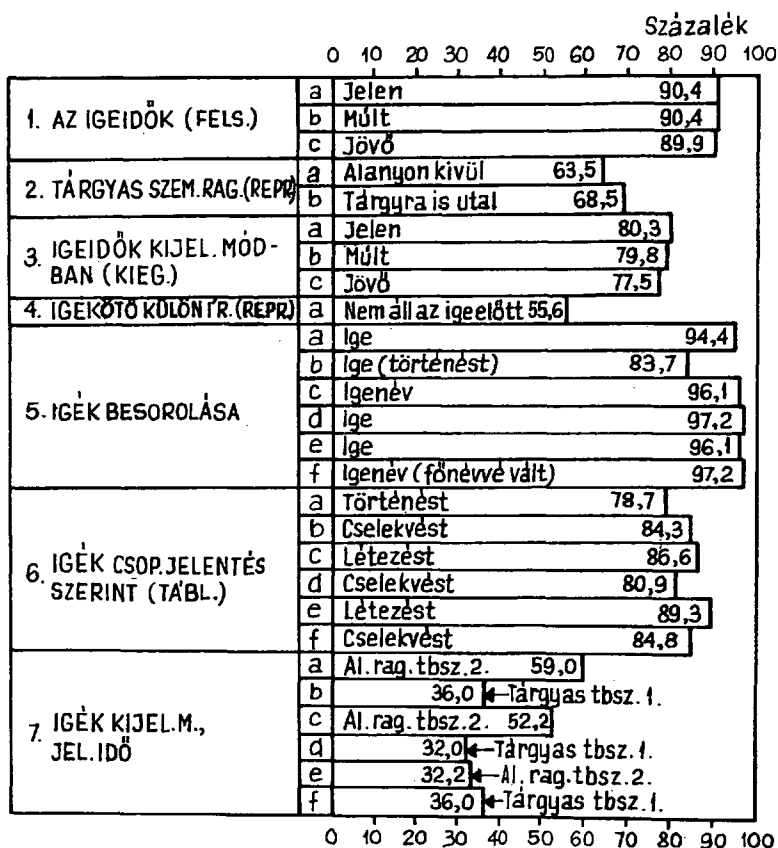 Százalék
0 10 20 30 40 50 60 70 80 90 100
1. AZ IGEIDŐK (FELS.)
a Jelen 90,4
b Múlt 90,4
c Jövő 89,9
2. TÁRGYAS SZEM. RAG. (REPR.)
a Alanyon kivül 63,5
b Tárgyra is utal 68,5
3. IGEIDŐK KIJEL. MÓD-
BAN (KIEG.)
a Jelen 80,3
b Múlt 79,8
c Jövő 77,5
4. IGEKÖTŐ KÜLÖN ÍR. (REPR.)
a Nem áll az ige előtt 55,6
5. IGÉK BESOROLÁSA
a Ige 94,4
b Ige (történést) 83,7
c Igenév 96,1
d Ige 97,2
e Ige 96,1
f Igenév (főnévvé vált) 97,2
6. IGÉK CSOP. JELENTÉS
SZERINT (TÁBL.)
a Történést 78,7
b Cselekvést 84,3
c Létezést 86,6
d Cselekvést 80,9
e Létezést 89,3
f Cselekvést 84,8
7. IGÉK KIJEL. M.,
JEL. IDŐ
a Al. rag. tbsz. 2. 59,0
b 36,0 Tárgyas tbsz. 1.
c Al. rag. tbsz. 2. 52,2
d 32,0 Tárgyas tbsz. 1.
e 32,2 Al. rag. tbsz. 2.
f 36,0 Tárgyas tbsz. 1.
0 10 20 30 40 50 60 70 80 90 100